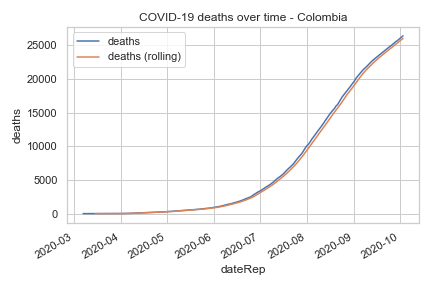 COVID-19 deaths over time - Colombia
deaths
deaths (rolling)
25000
20000
15000
10000
5000
0
deaths
2020-03
2020-04
2020-05
2020-06
2020-07
2020-08
2020-09
2020-10
dateRep